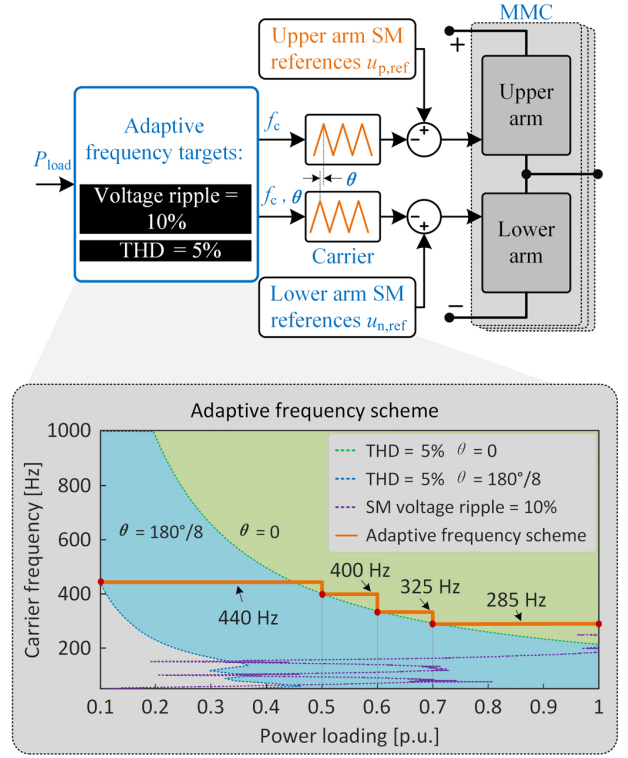 MMC
Upper arm SM
references u_p,ref
Adaptive
frequency targets:
Voltage ripple =
10%
THD = 5%
P_load
f_c
f_c , θ
θ
Carrier
+
−
+
−
+
−
Upper
arm
Lower
arm
Lower arm SM
references u_n,ref
Adaptive frequency scheme
Carrier frequency [Hz]
1000
800
600
400
200
THD = 5% θ = 0
THD = 5% θ = 180°/8
SM voltage ripple = 10%
Adaptive frequency scheme
θ = 180°/8
θ = 0
440 Hz
400 Hz
325 Hz
285 Hz
0.1
0.2
0.3
0.4
0.5
0.6
0.7
0.8
0.9
1
Power loading [p.u.]